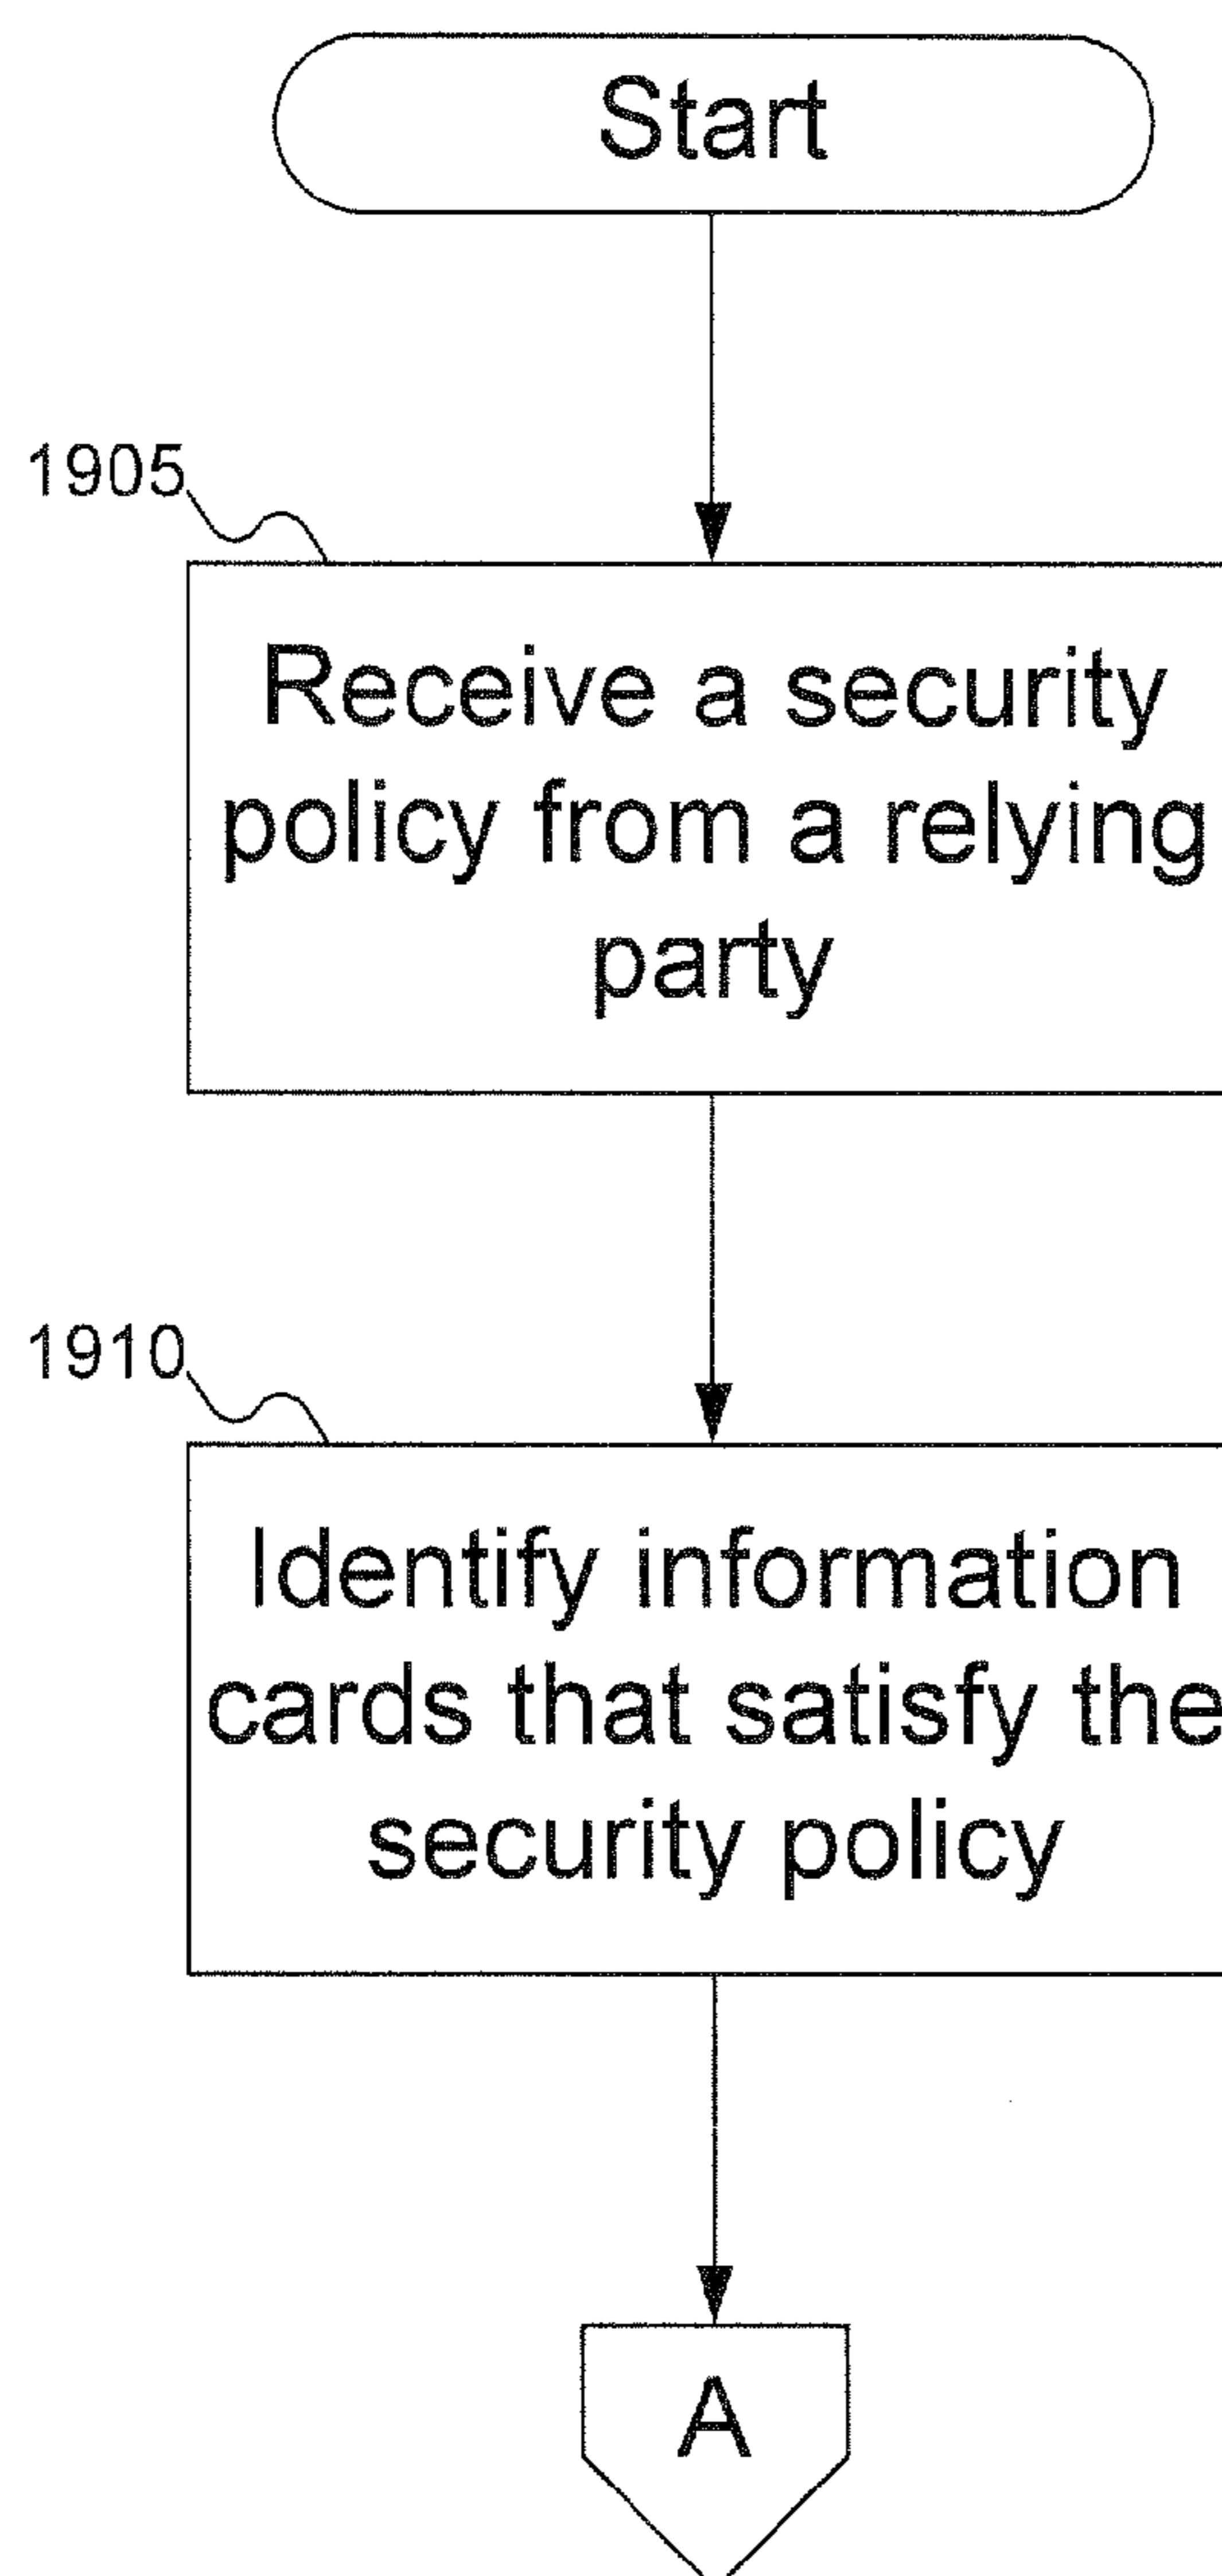 Start
1905
Receive a security
policy from a relying
party
1910
Identify information
cards that satisfy the
security policy
A